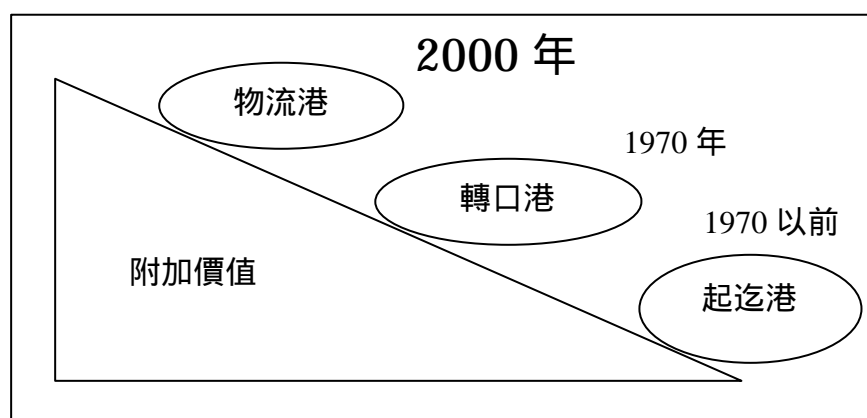 2000 年
物流港
1970 年
轉口港
1970 以前
附加價值
起迄港